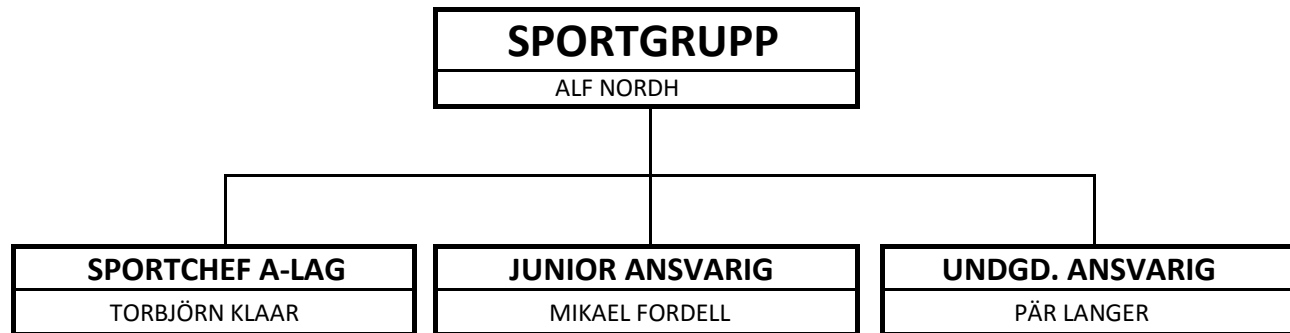 SPORTGRUPP
ALF NORDH
SPORTCHEF A-LAG
TORBJÖRN KLAAR
JUNIOR ANSVARIG
MIKAEL FORDELL
UNDGD. ANSVARIG
PÄR LANGER